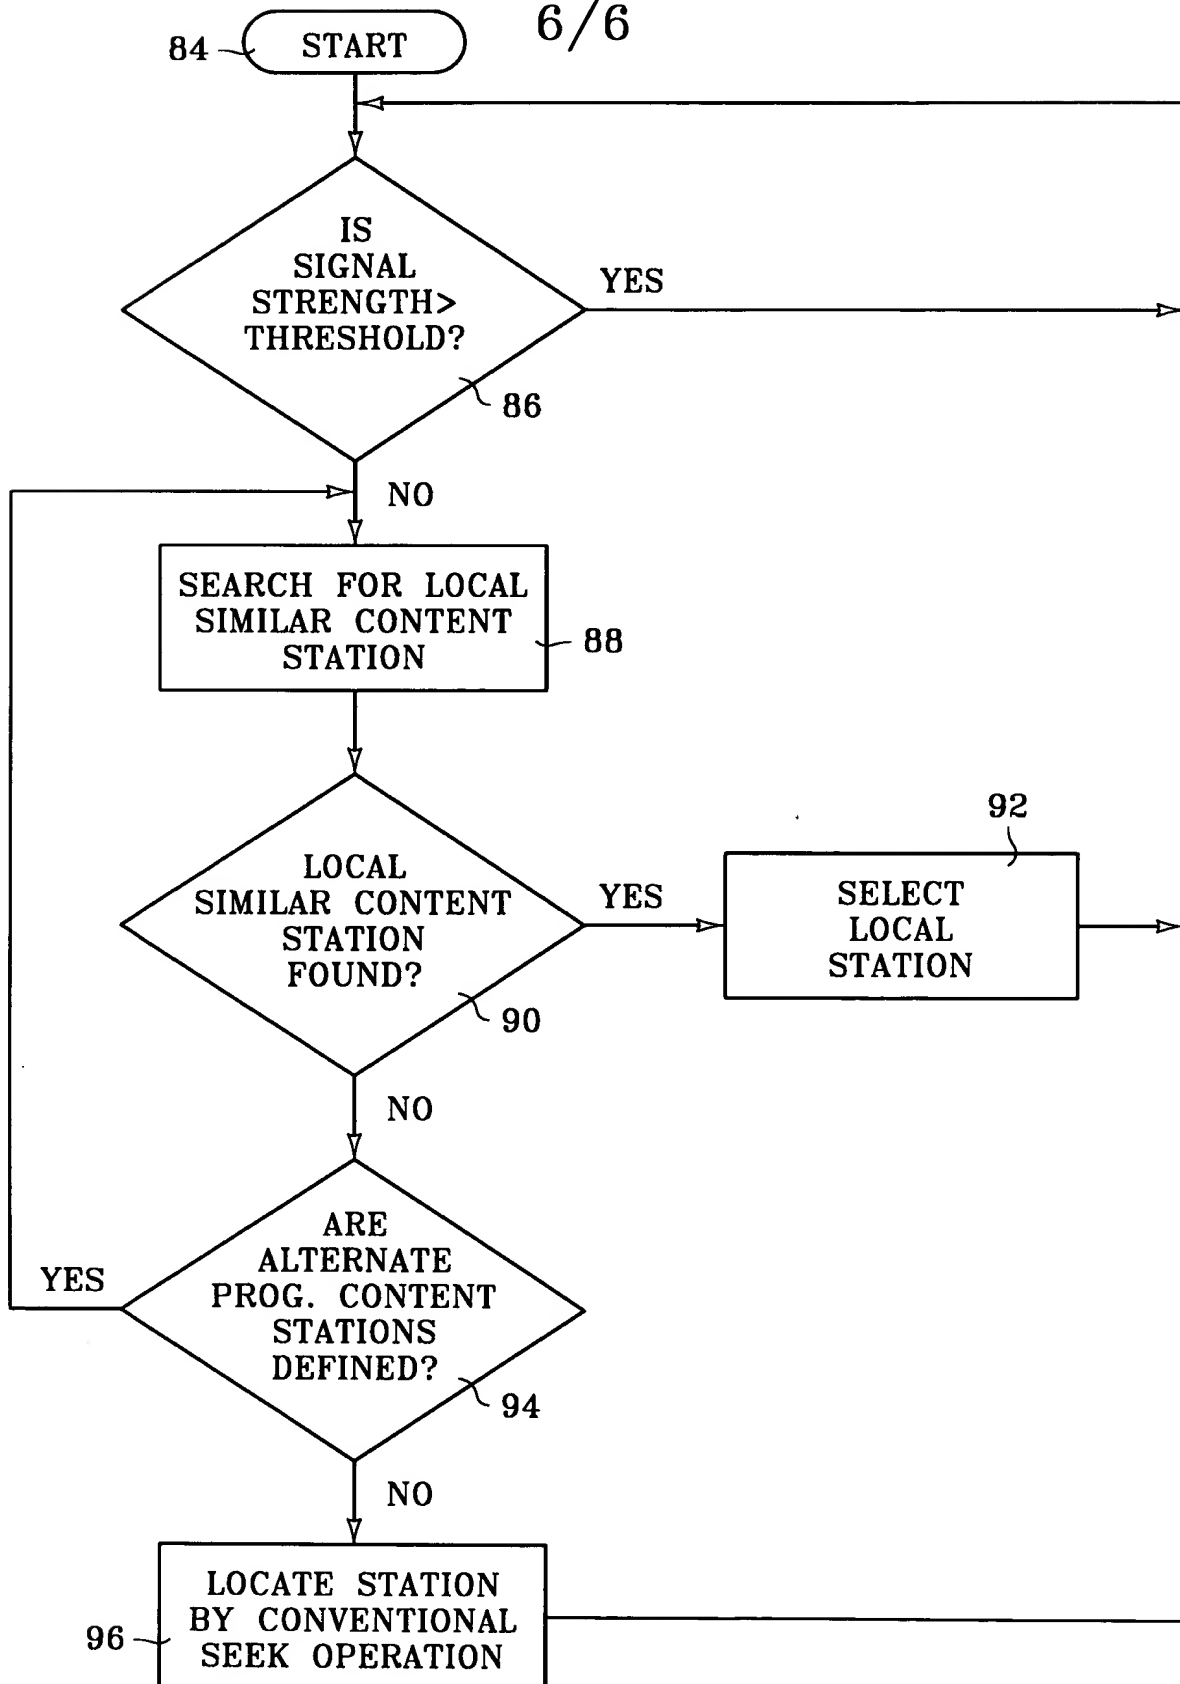 6/6
84
START
IS
SIGNAL
STRENGTH>
THRESHOLD?
YES
86
NO
SEARCH FOR LOCAL
SIMILAR CONTENT
STATION
88
LOCAL
SIMILAR CONTENT
STATION
FOUND?
YES
90
92
SELECT
LOCAL
STATION
NO
ARE
ALTERNATE
PROG. CONTENT
STATIONS
DEFINED?
YES
94
NO
LOCATE STATION
BY CONVENTIONAL
SEEK OPERATION
96